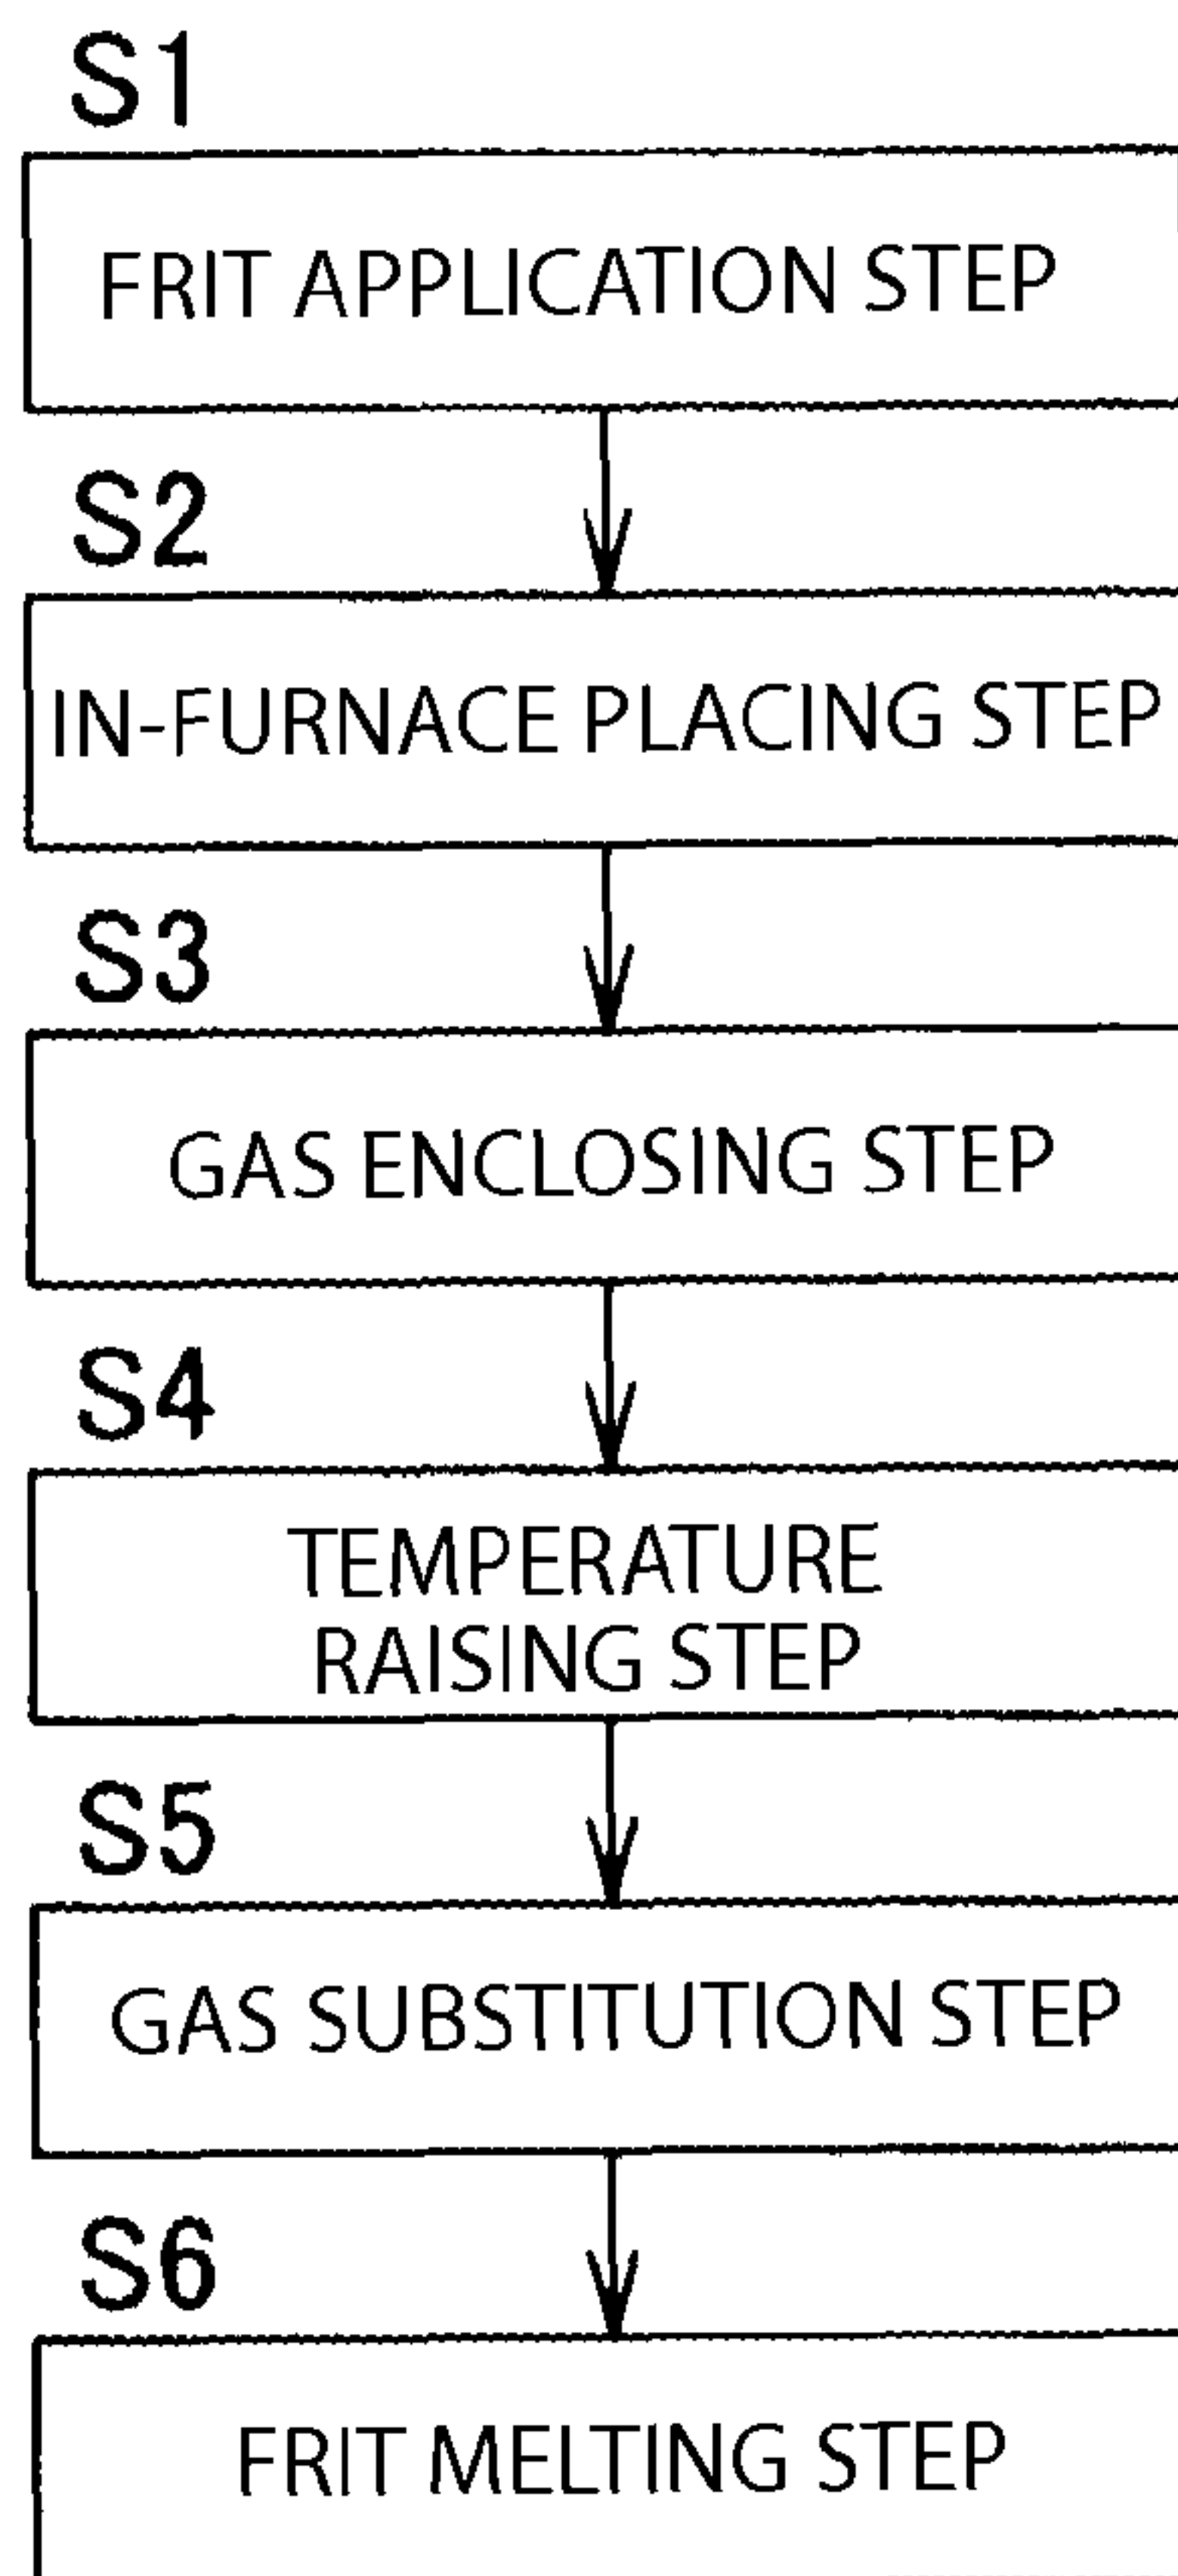 S1
FRIT APPLICATION STEP
S2
IN-FURNACE PLACING STEP
S3
GAS ENCLOSING STEP
S4
TEMPERATURE
RAISING STEP
S5
GAS SUBSTITUTION STEP
S6
FRIT MELTING STEP